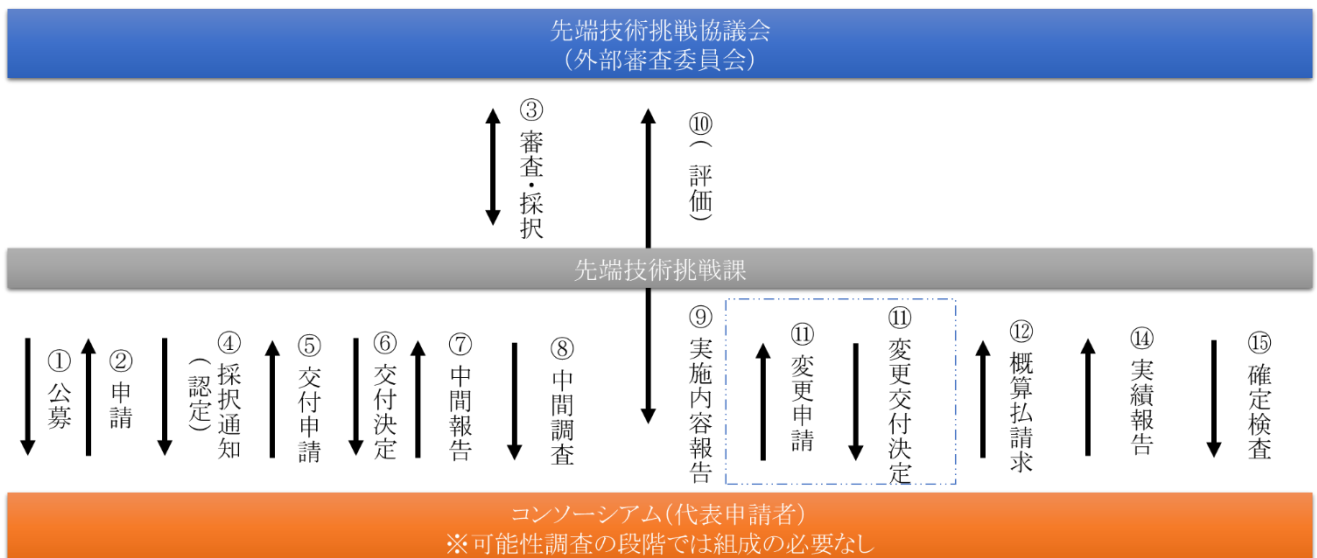 先端技術挑戦協議会
（外部審査委員会）
③審査・採択
⑩（評価）
先端技術挑戦課
①公募
②申請
④採択通知
（認定）
⑤交付申請
⑥交付決定
⑦中間報告
⑧中間調査
⑨実施内容報告
⑪変更申請
⑪変更交付決定
⑫概算払請求
⑭実績報告
⑮確定検査
コンソーシアム（代表申請者）
※可能性調査の段階では組成の必要なし